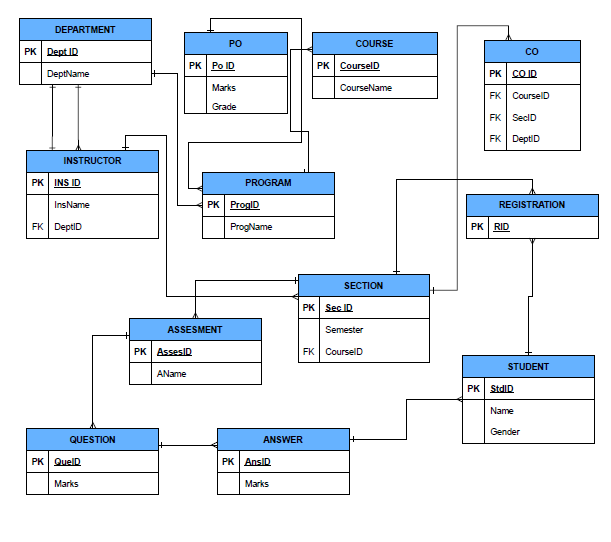 DEPARTMENT
PK Dept ID
DeptName
PO
PK Po ID
Marks
Grade
COURSE
PK CourseID
CourseName
CO
PK CO ID
FK CourseID
FK SecID
FK DeptID
INSTRUCTOR
PK INS ID
InsName
FK DeptID
PROGRAM
PK ProgID
ProgName
REGISTRATION
PK RID
SECTION
PK Sec ID
Semester
FK CourseID
ASSESMENT
PK AssesID
AName
STUDENT
PK StdID
Name
Gender
QUESTION
PK QueID
Marks
ANSWER
PK AnsID
Marks